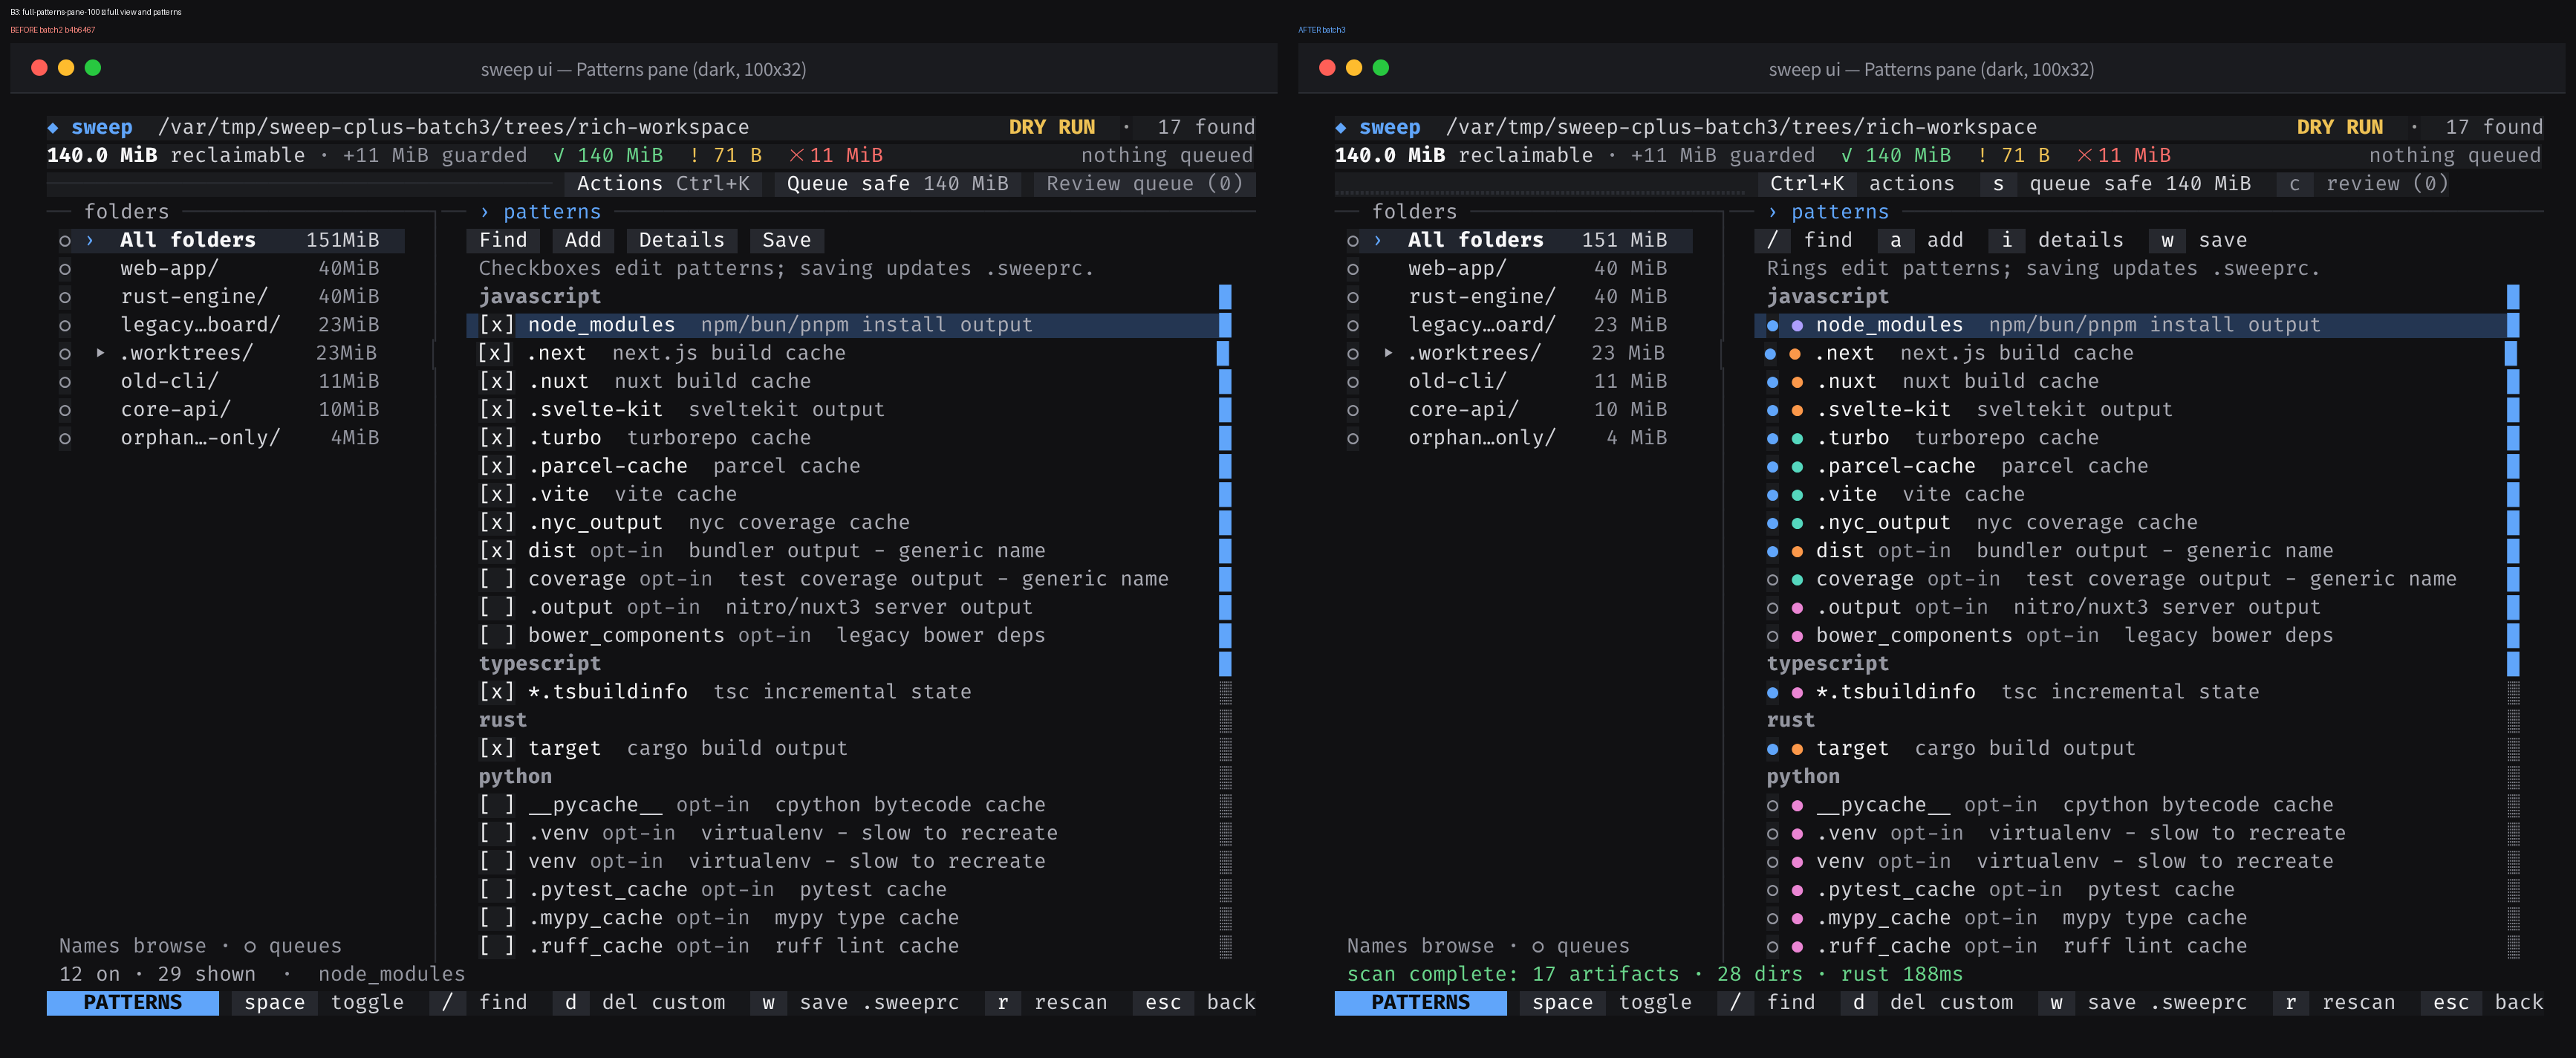 B3: full-patterns-pane-100 full view and patterns
BEFORE batch2 b4b6467
sweep ui — Patterns pane (dark, 100x32)
◆ sweep /var/tmp/sweep-cplus-batch3/trees/rich-workspace DRY RUN · 17 found
140.0 MiB reclaimable · +11 MiB guarded √ 140 MiB ! 71 B ×11 MiB nothing queued
Actions Ctrl+K Queue safe 140 MiB Review queue (0)
folders
○ › All folders 151MiB
○ web-app/ 40MiB
○ rust-engine/ 40MiB
○ legacy…board/ 23MiB
○ ▸ .worktrees/ 23MiB
○ old-cli/ 11MiB
○ core-api/ 10MiB
○ orphan…-only/ 4MiB
Names browse · ○ queues
› patterns
Find Add Details Save
Checkboxes edit patterns; saving updates .sweeprc.
javascript
[x] node_modules npm/bun/pnpm install output
[x] .next next.js build cache
[x] .nuxt nuxt build cache
[x] .svelte-kit sveltekit output
[x] .turbo turborepo cache
[x] .parcel-cache parcel cache
[x] .vite vite cache
[x] .nyc_output nyc coverage cache
[x] dist opt-in bundler output - generic name
[ ] coverage opt-in test coverage output - generic name
[ ] .output opt-in nitro/nuxt3 server output
[ ] bower_components opt-in legacy bower deps
typescript
[x] *.tsbuildinfo tsc incremental state
rust
[x] target cargo build output
python
[ ] __pycache__ opt-in cpython bytecode cache
[ ] .venv opt-in virtualenv - slow to recreate
[ ] venv opt-in virtualenv - slow to recreate
[ ] .pytest_cache opt-in pytest cache
[ ] .mypy_cache opt-in mypy type cache
[ ] .ruff_cache opt-in ruff lint cache
12 on · 29 shown · node_modules
PATTERNS space toggle / find d del custom w save .sweeprc r rescan esc back
AFTER batch3
sweep ui — Patterns pane (dark, 100x32)
◆ sweep /var/tmp/sweep-cplus-batch3/trees/rich-workspace DRY RUN · 17 found
140.0 MiB reclaimable · +11 MiB guarded √ 140 MiB ! 71 B ×11 MiB nothing queued
Ctrl+K actions s queue safe 140 MiB c review (0)
folders
○ › All folders 151 MiB
○ web-app/ 40 MiB
○ rust-engine/ 40 MiB
○ legacy…oard/ 23 MiB
○ ▸ .worktrees/ 23 MiB
○ old-cli/ 11 MiB
○ core-api/ 10 MiB
○ orphan…only/ 4 MiB
Names browse · ○ queues
› patterns
/ find a add i details w save
Rings edit patterns; saving updates .sweeprc.
javascript
● ● node_modules npm/bun/pnpm install output
● ● .next next.js build cache
● ● .nuxt nuxt build cache
● ● .svelte-kit sveltekit output
● ● .turbo turborepo cache
● ● .parcel-cache parcel cache
● ● .vite vite cache
● ● .nyc_output nyc coverage cache
● ● dist opt-in bundler output - generic name
○ ● coverage opt-in test coverage output - generic name
○ ● .output opt-in nitro/nuxt3 server output
○ ● bower_components opt-in legacy bower deps
typescript
● ● *.tsbuildinfo tsc incremental state
rust
● ● target cargo build output
python
○ ● __pycache__ opt-in cpython bytecode cache
○ ● .venv opt-in virtualenv - slow to recreate
○ ● venv opt-in virtualenv - slow to recreate
○ ● .pytest_cache opt-in pytest cache
○ ● .mypy_cache opt-in mypy type cache
○ ● .ruff_cache opt-in ruff lint cache
scan complete: 17 artifacts · 28 dirs · rust 188ms
PATTERNS space toggle / find d del custom w save .sweeprc r rescan esc back